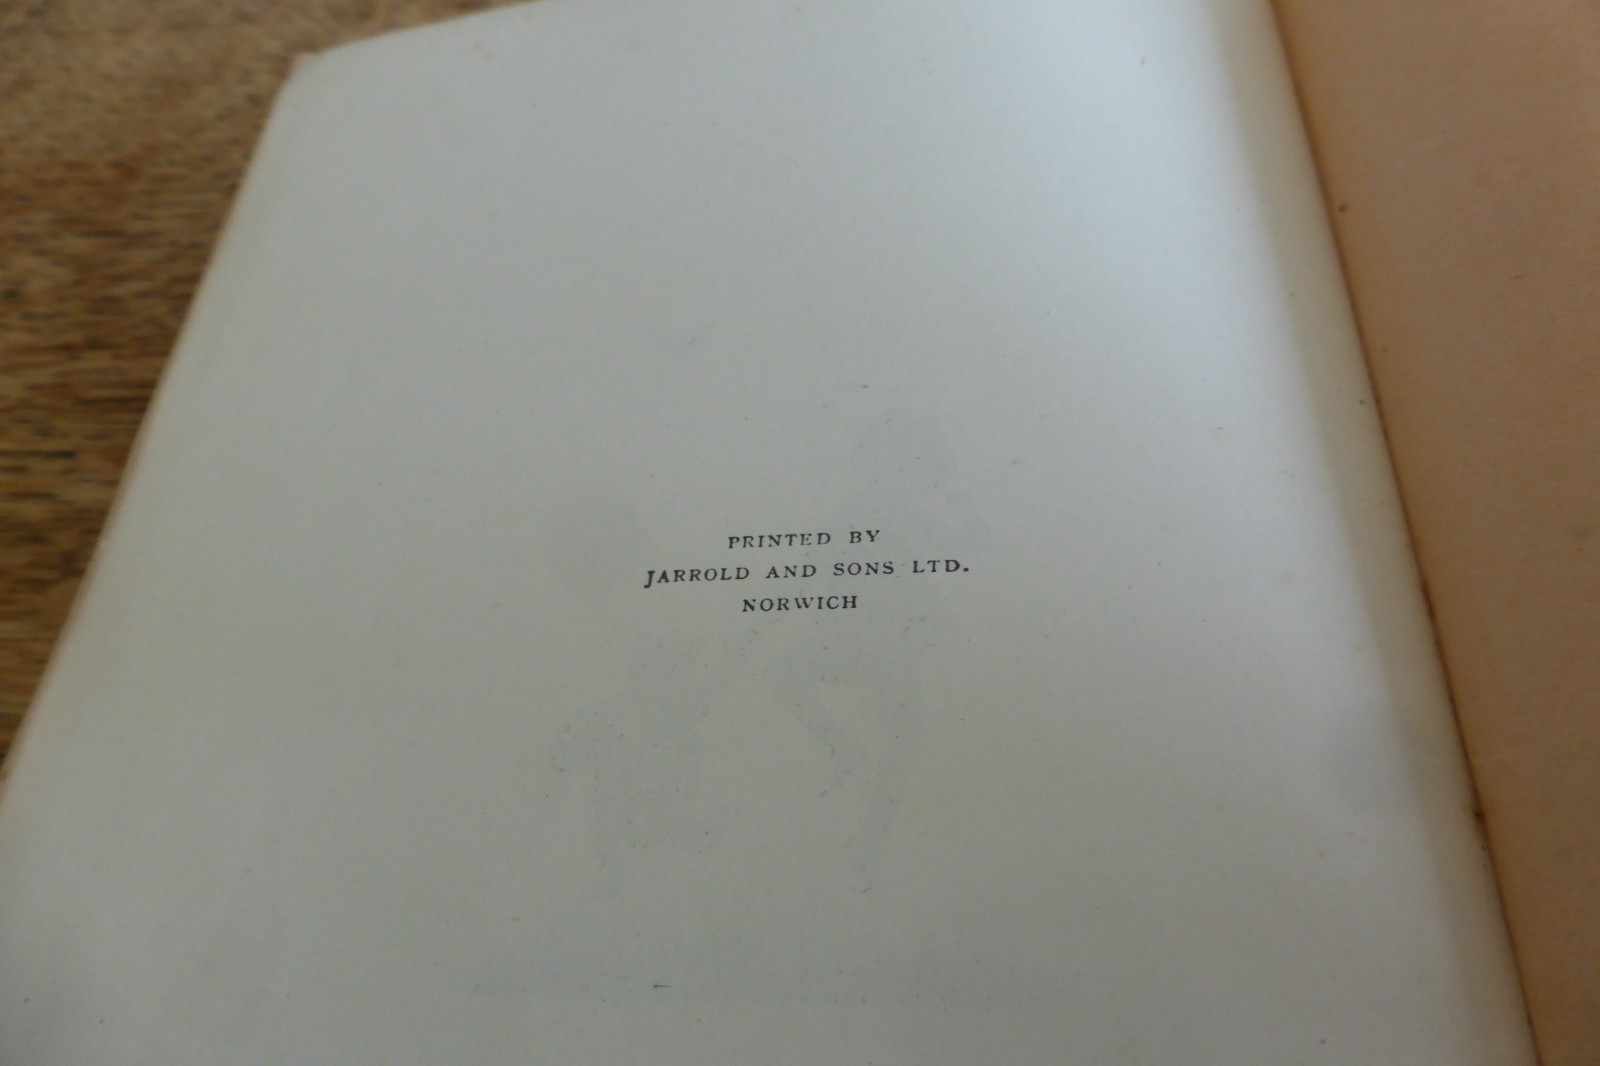 PRINTED BY
JARROLD AND SONS LTD.
NORWICH